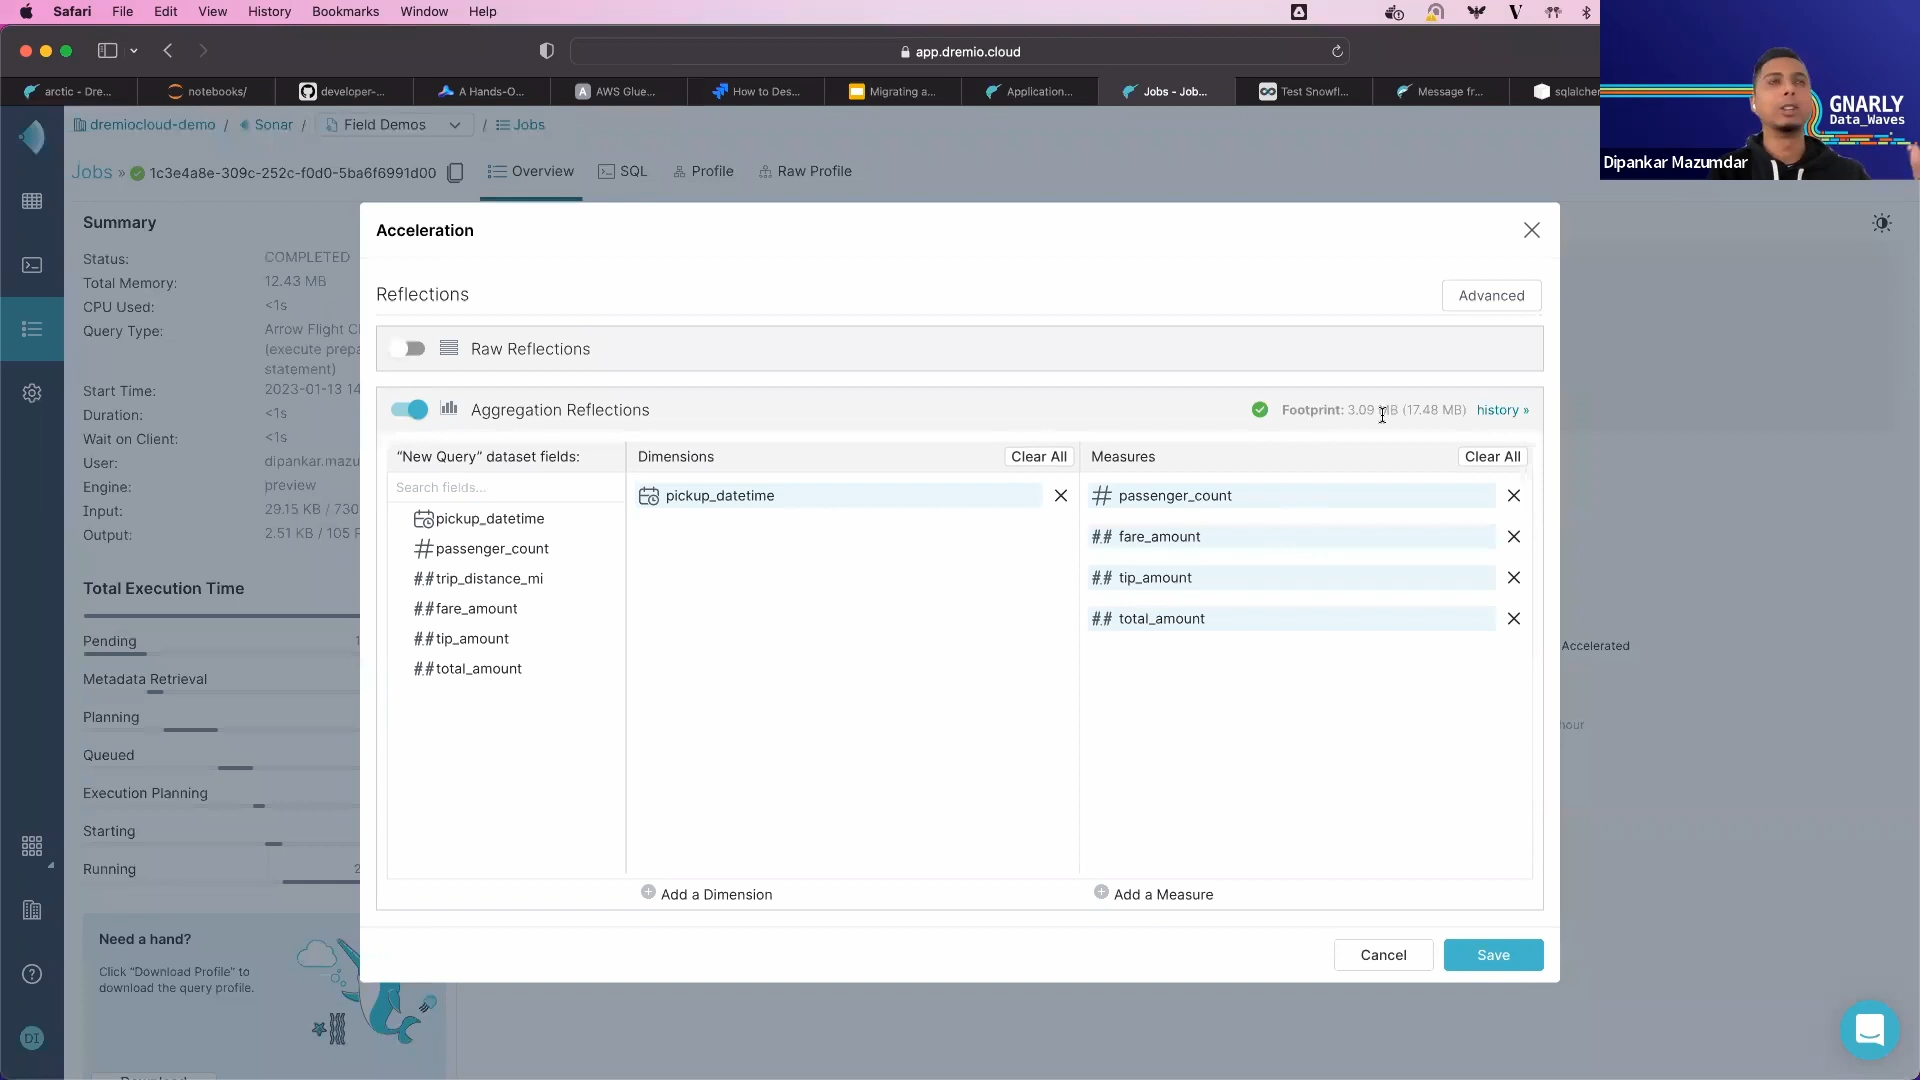 Safari File Edit View History Bookmarks Window Help
app.dremio.cloud
arctic - Dre... notebooks/ developer-... A Hands-O... AWS Glue... How to Des... Migrating a... Application... Jobs - Job... Test Snowfl... Message fr... sqlalchem
GNARLY
Data_Waves
Dipankar Mazumdar
dremiocloud-demo / Sonar / Field Demos / Jobs
Jobs » 1c3e4a8e-309c-252c-f0d0-5ba6f6991d00 Overview SQL Profile Raw Profile
Summary
Status: COMPLETED
Total Memory: 12.43 MB
CPU Used: <1s
Query Type: Arrow Flight Cl
(execute prepa
statement)
Start Time: 2023-01-13 14
Duration: <1s
Wait on Client: <1s
User: dipankar.mazu
Engine: preview
Input: 29.15 KB / 730
Output: 2.51 KB / 105 R
Total Execution Time
Pending 1
Metadata Retrieval
Planning
Queued
Execution Planning
Starting
Running 2
Need a hand?
Click "Download Profile" to
download the query profile.
DI
Acceleration
Reflections Advanced
Raw Reflections
Aggregation Reflections Footprint: 3.09 MB (17.48 MB) history »
“New Query” dataset fields: Dimensions Clear All Measures Clear All
Search fields...
pickup_datetime
# passenger_count
##trip_distance_mi
##fare_amount
##tip_amount
##total_amount
pickup_datetime
# passenger_count
## fare_amount
## tip_amount
## total_amount
Add a Dimension Add a Measure
Cancel Save
Accelerated
hour